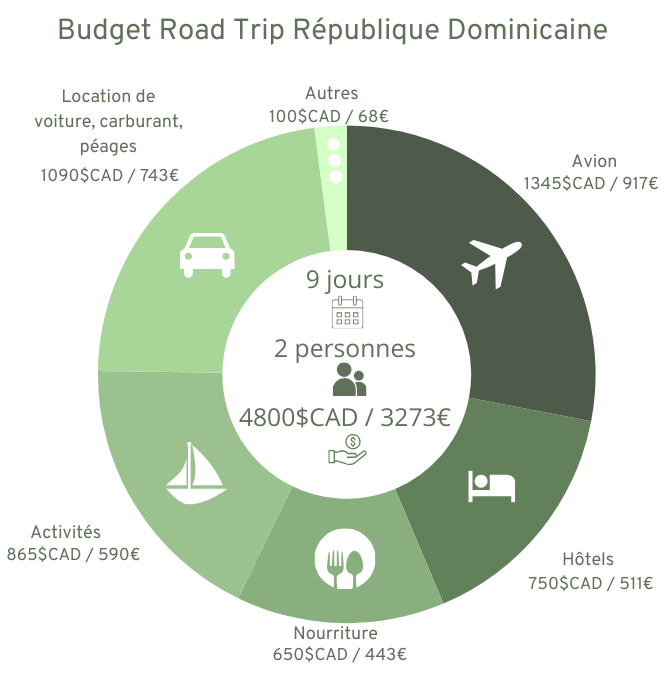 Budget Road Trip République Dominicaine
Autres
100$CAD / 68€
Location de
voiture, carburant,
péages
1090$CAD / 743€
Avion
1345$CAD / 917€
9 jours
2 personnes
4800$CAD / 3273€
$
Activités
865$CAD / 590€
Hôtels
750$CAD / 511€
Nourriture
650$CAD / 443€